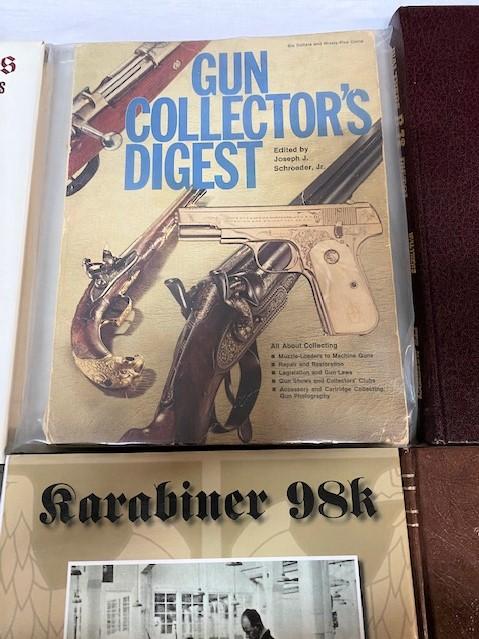 s
s
Six Dollars and Ninety-Five Cents
GUN
COLLECTOR'S
DIGEST
Edited by
Joseph J.
Schroeder, Jr.
All About Collecting
■ Muzzle-Loaders to Machine Guns
■ Repair and Restoration
■ Legislation and Gun Laws
■ Gun Shows and Collectors' Clubs
■ Accessory and Cartridge Collecting,
Gun Photography
Karabiner 98k